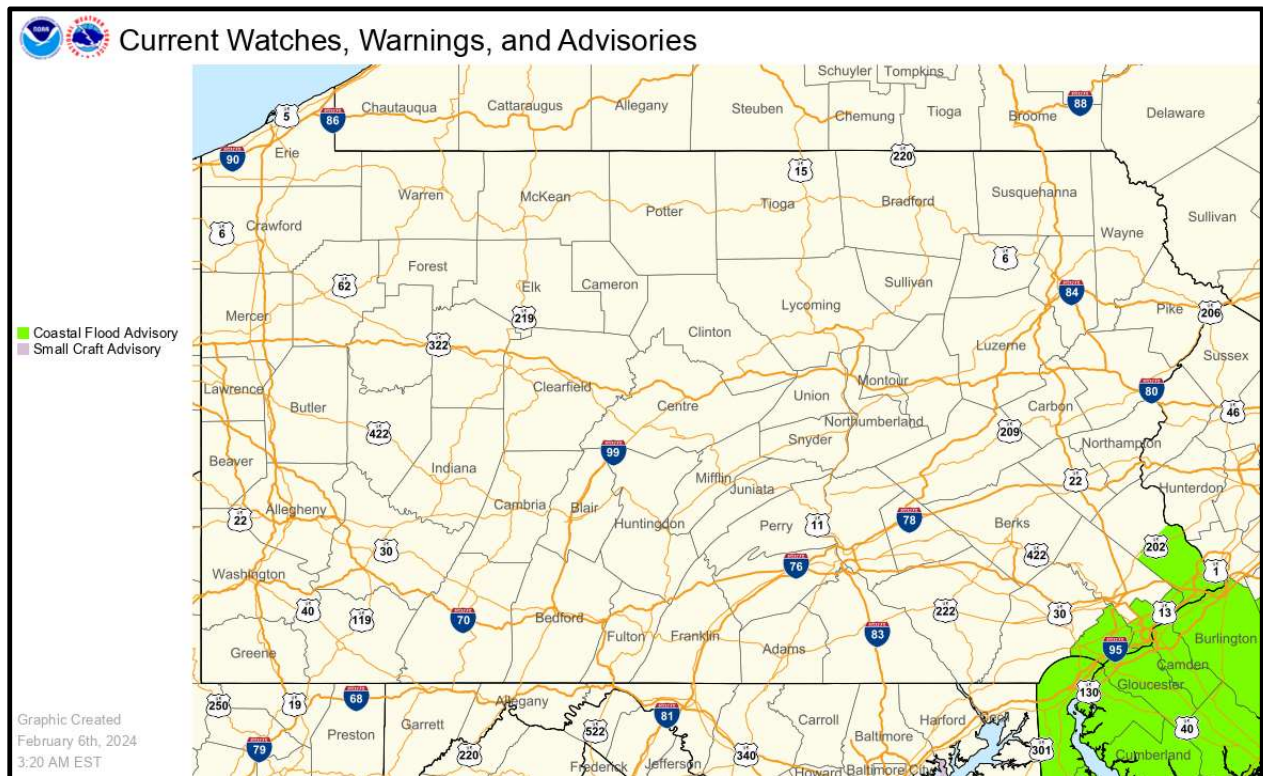 Current Watches, Warnings, and Advisories
Schuyler Tompkins
Chautauqua Cattaraugus Allegany Steuben Chemung Tioga Broome 88 Delaware
5 86
Erie
90 220
15
Warren McKean Susquehanna
Potter Tioga Bradford
Crawford Sullivan
6 Wayne
Forest 6
62 Elk Cameron Sullivan
84
Mercer Lycoming Pike 206
219
Coastal Flood Advisory
Small Craft Advisory
322 Clinton Luzerne Sussex
Lawrence Clearfield Montour 80
Butler Centre Union Carbon 46
422 Northumberland 209
Snyder Northampton
Beaver 99
Indiana Mifflin 22
Juniata Hunterdon
Cambria Blair
Allegheny 22 Huntingdon Perry 11 78 Berks
30 422 202
76 1
Washington
40 119 222 30 13
70 Bedford 83 Burlington
Fulton Franklin Adams 95
Greene Camden
Gloucester
250 19 68 Allegany 130
81 Carroll Harford
Graphic Created Preston Garrett 522 40
February 6th, 2024 Baltimore 301
3:20 AM EST 79 220 340 Cumberland
Frederick Jefferson Howard Baltimore City